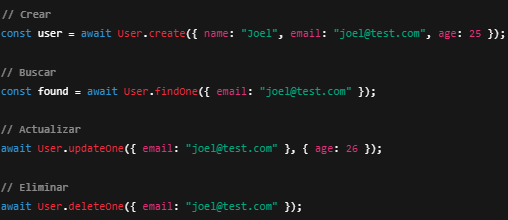 // Crear
const user = await User.create({ name: "Joel", email: "joel@test.com", age: 25 });
// Buscar
const found = await User.findOne({ email: "joel@test.com" });
// Actualizar
await User.updateOne({ email: "joel@test.com" }, { age: 26 });
// Eliminar
await User.deleteOne({ email: "joel@test.com" });